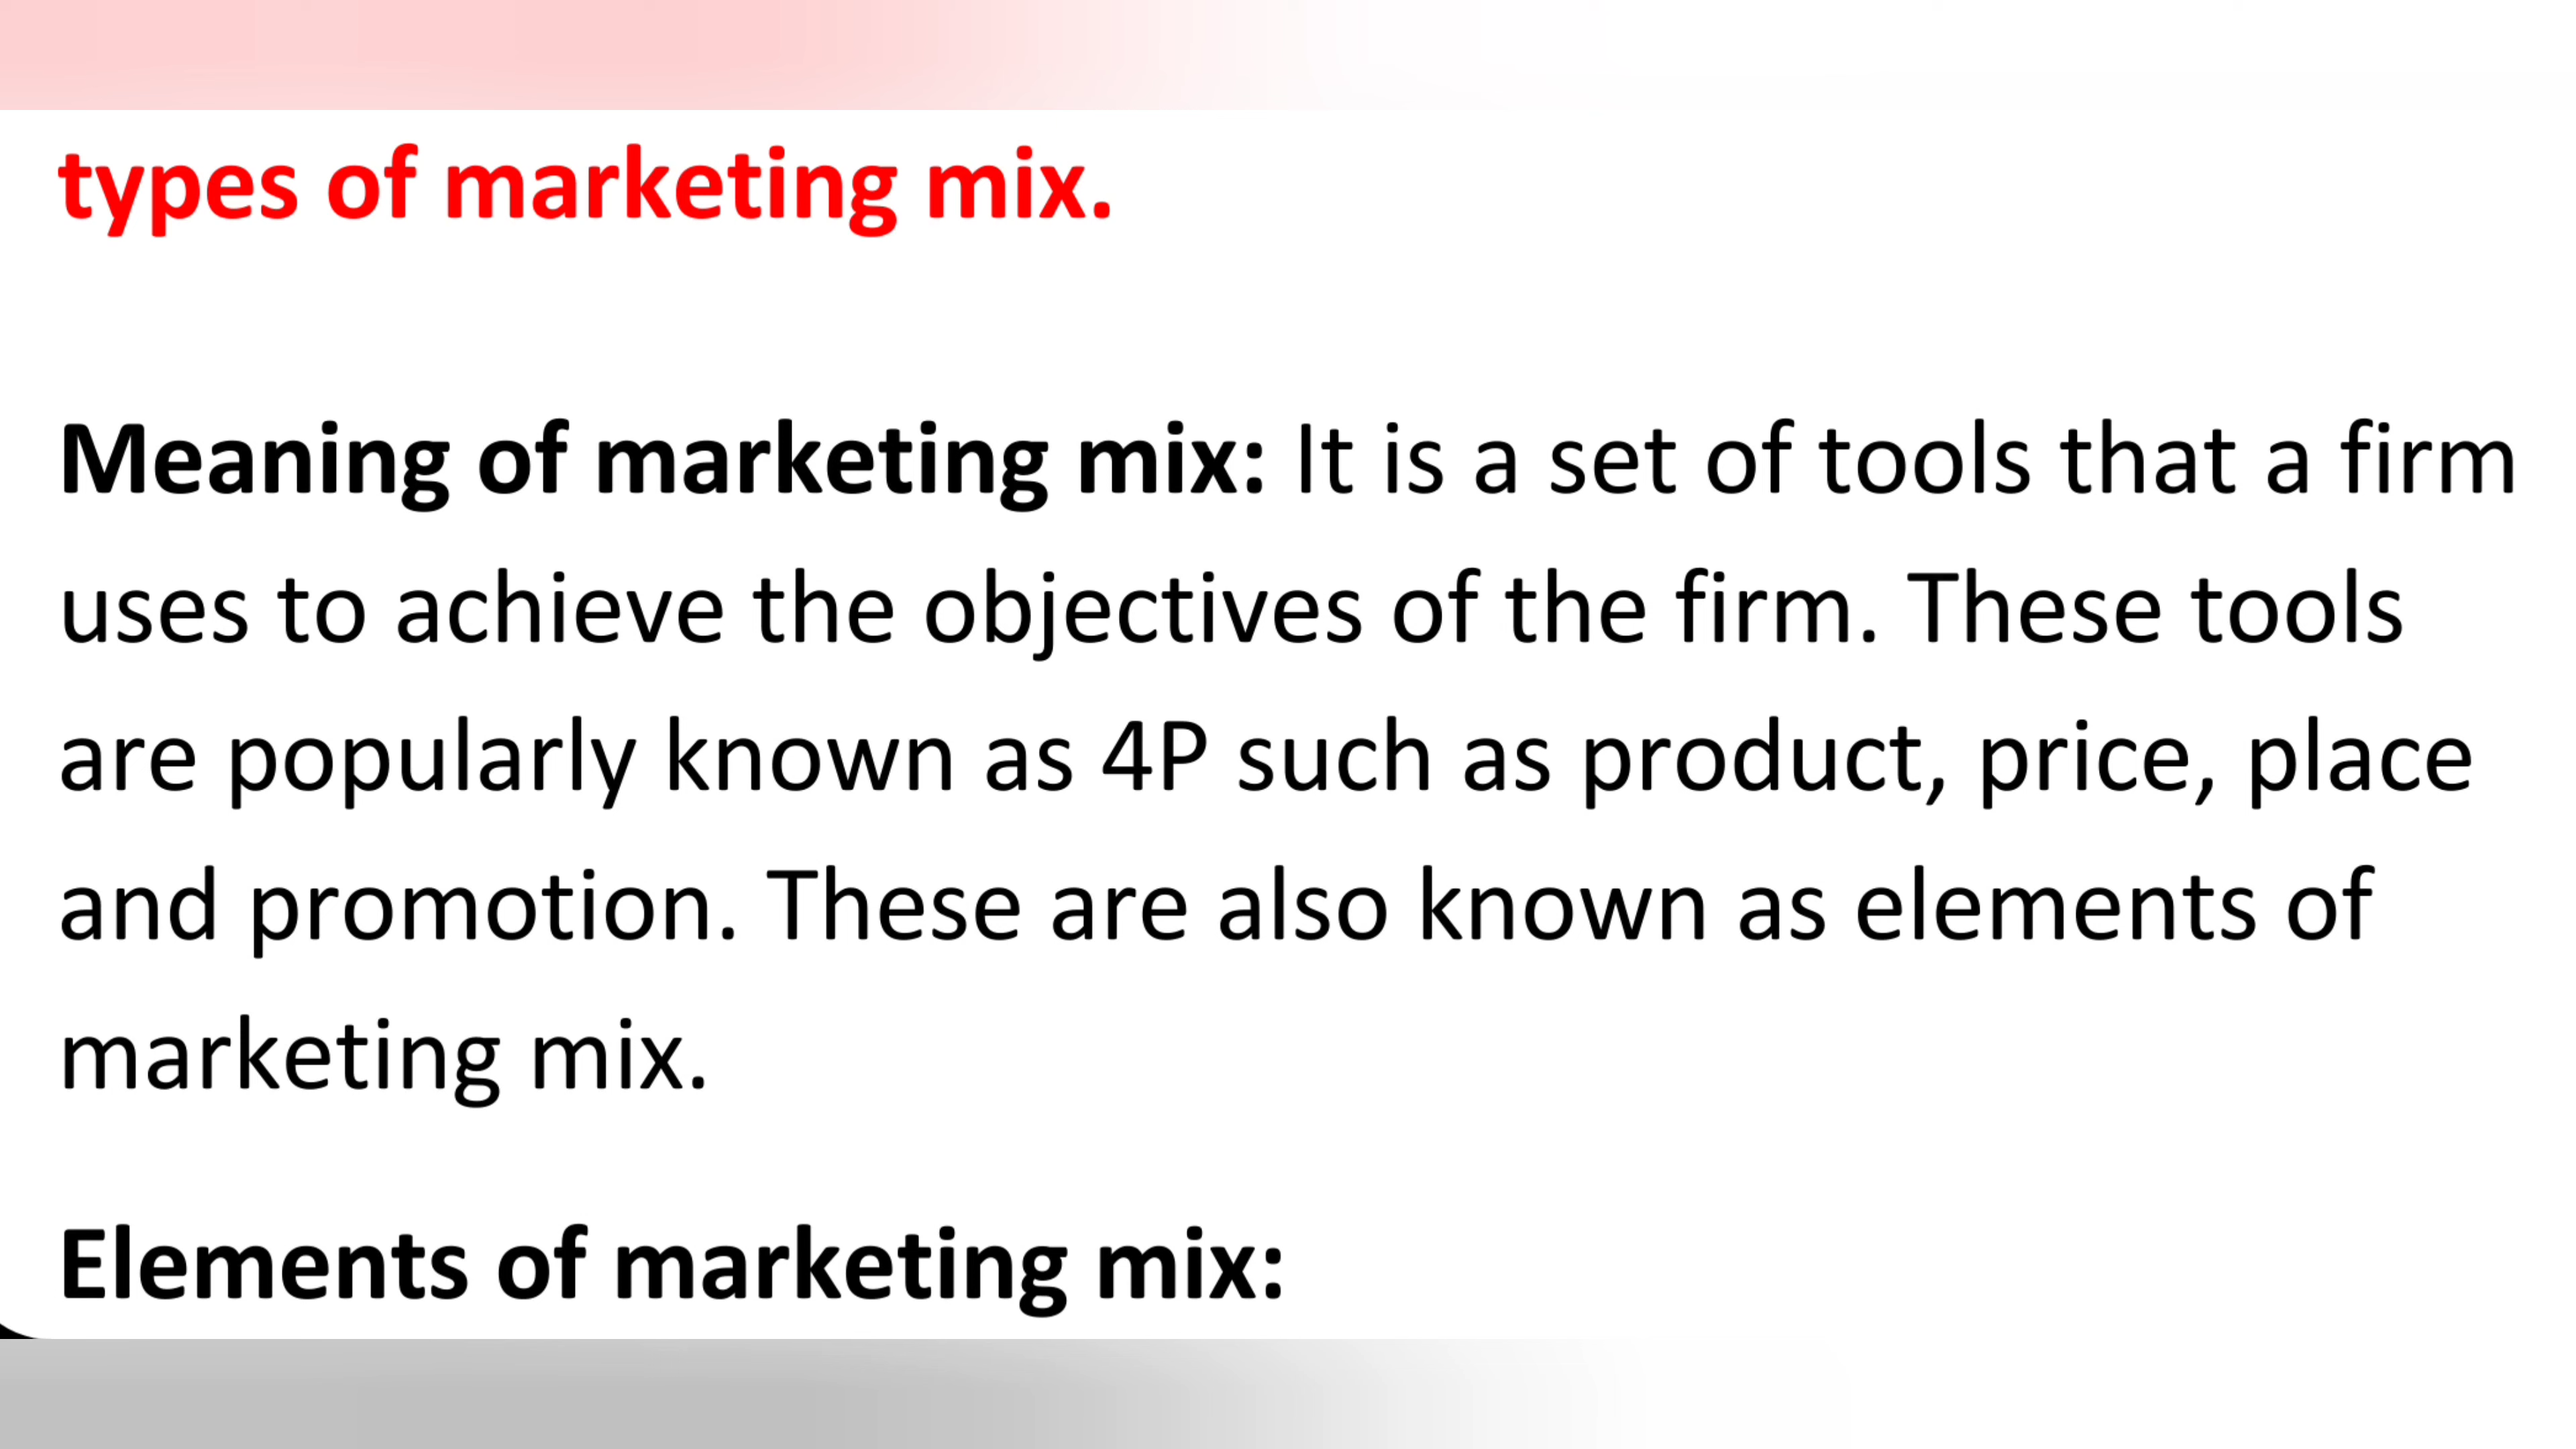 types of marketing mix.
Meaning of marketing mix: It is a set of tools that a firm
uses to achieve the objectives of the firm. These tools
are popularly known as 4P such as product, price, place
and promotion. These are also known as elements of
marketing mix.
Elements of marketing mix: